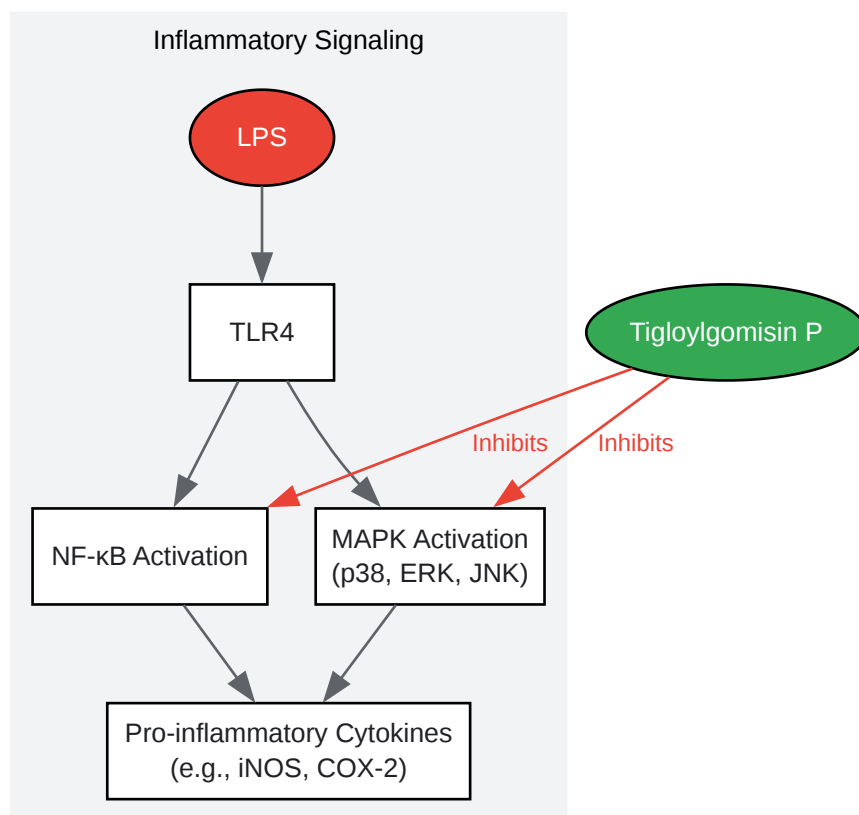 Inflammatory Signaling
LPS
TLR4
Tigloylgomisin P
Inhibits
Inhibits
NF-κB Activation
MAPK Activation
(p38, ERK, JNK)
Pro-inflammatory Cytokines
(e.g., iNOS, COX-2)